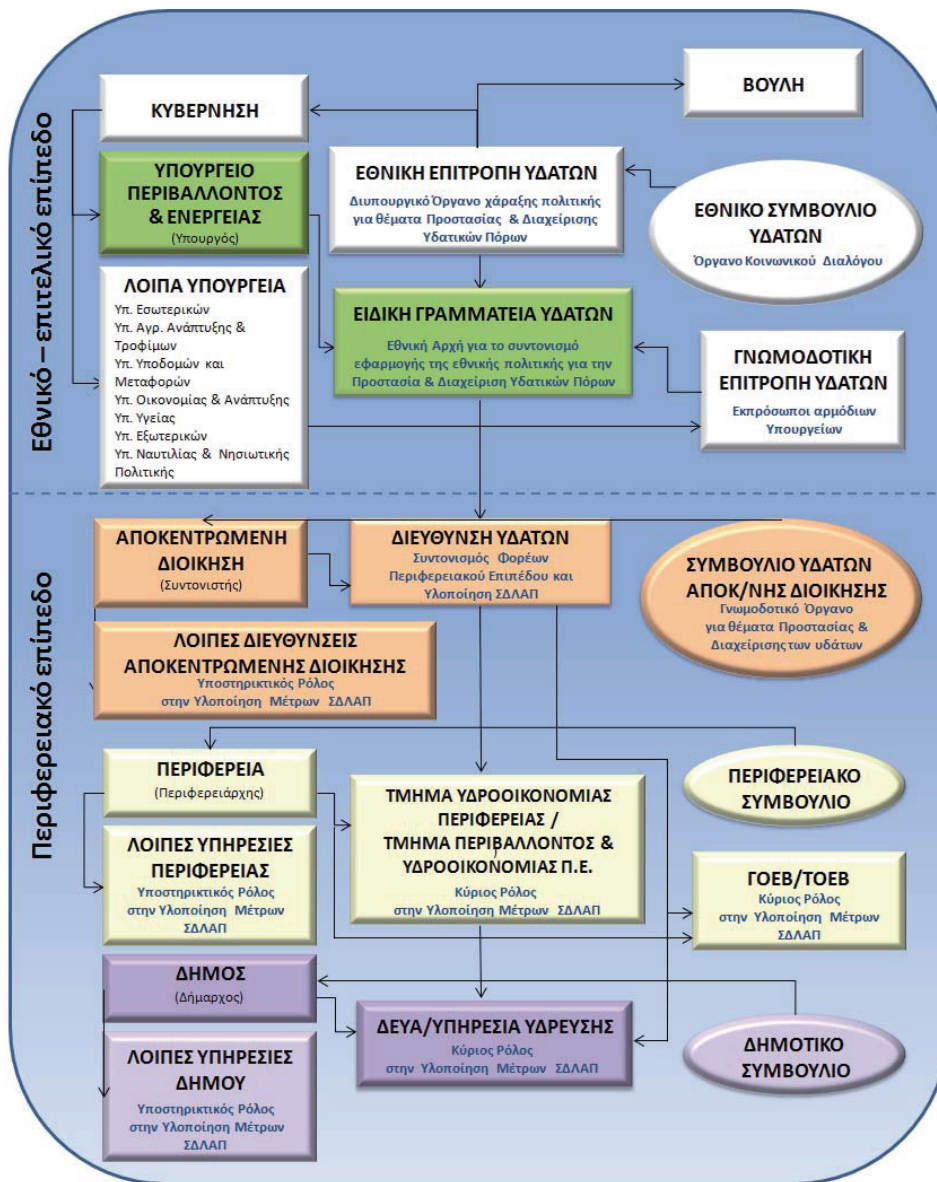 Εθνικό – επιτελικό επίπεδο
ΚΥΒΕΡΝΗΣΗ
ΒΟΥΛΗ
ΥΠΟΥΡΓΕΙΟ
ΠΕΡΙΒΑΛΛΟΝΤΟΣ
& ΕΝΕΡΓΕΙΑΣ
(Υπουργός)
ΕΘΝΙΚΗ ΕΠΙΤΡΟΠΗ ΥΔΑΤΩΝ
Διυπουργικό Όργανο χάραξης πολιτικής
για θέματα Προστασίας & Διαχείρισης
Υδατικών Πόρων
ΕΘΝΙΚΟ ΣΥΜΒΟΥΛΙΟ
ΥΔΑΤΩΝ
Όργανο Κοινωνικού Διαλόγου
ΛΟΙΠΑ ΥΠΟΥΡΓΕΙΑ
Υπ. Εσωτερικών
Υπ. Αγρ. Ανάπτυξης &
Τροφίμων
Υπ. Υποδομών και
Μεταφορών
Υπ. Οικονομίας & Ανάπτυξης
Υπ. Υγείας
Υπ. Εξωτερικών
Υπ. Ναυτιλίας & Νησιωτικής
Πολιτικής
ΕΙΔΙΚΗ ΓΡΑΜΜΑΤΕΙΑ ΥΔΑΤΩΝ
Εθνική Αρχή για το συντονισμό
εφαρμογής της εθνικής πολιτικής για την
Προστασία & Διαχείριση Υδατικών Πόρων
ΓΝΩΜΟΔΟΤΙΚΗ
ΕΠΙΤΡΟΠΗ ΥΔΑΤΩΝ
Εκπρόσωποι αρμόδιων
Υπουργείων
Περιφερειακό επίπεδο
ΑΠΟΚΕΝΤΡΩΜΕΝΗ
ΔΙΟΙΚΗΣΗ
(Συντονιστής)
ΔΙΕΥΘΥΝΣΗ ΥΔΑΤΩΝ
Συντονισμός Φορέων
Περιφερειακού Επιπέδου και
Υλοποίηση ΣΔΛΑΠ
ΣΥΜΒΟΥΛΙΟ ΥΔΑΤΩΝ
ΑΠΟΚ/ΝΗΣ ΔΙΟΙΚΗΣΗΣ
Γνωμοδοτικό Όργανο
για θέματα Προστασίας &
Διαχείρισης των υδάτων
ΛΟΙΠΕΣ ΔΙΕΥΘΥΝΣΕΙΣ
ΑΠΟΚΕΝΤΡΩΜΕΝΗΣ ΔΙΟΙΚΗΣΗΣ
Υποστηρικτικός Ρόλος
στην Υλοποίηση Μέτρων ΣΔΛΑΠ
ΠΕΡΙΦΕΡΕΙΑ
(Περιφερειάρχης)
ΠΕΡΙΦΕΡΕΙΑΚΟ
ΣΥΜΒΟΥΛΙΟ
ΤΜΗΜΑ ΥΔΡΟΟΙΚΟΝΟΜΙΑΣ
ΠΕΡΙΦΕΡΕΙΑΣ /
ΤΜΗΜΑ ΠΕΡΙΒΑΛΛΟΝΤΟΣ &
ΥΔΡΟΟΙΚΟΝΟΜΙΑΣ Π.Ε.
Κύριος Ρόλος
στην Υλοποίηση Μέτρων ΣΔΛΑΠ
ΛΟΙΠΕΣ ΥΠΗΡΕΣΙΕΣ
ΠΕΡΙΦΕΡΕΙΑΣ
Υποστηρικτικός Ρόλος
στην Υλοποίηση Μέτρων
ΣΔΛΑΠ
ΓΟΕΒ/ΤΟΕΒ
Κύριος Ρόλος
στην Υλοποίηση Μέτρων
ΣΔΛΑΠ
ΔΗΜΟΣ
(Δήμαρχος)
ΔΕΥΑ/ΥΠΗΡΕΣΙΑ ΥΔΡΕΥΣΗΣ
Κύριος Ρόλος
στην Υλοποίηση Μέτρων ΣΔΛΑΠ
ΔΗΜΟΤΙΚΟ
ΣΥΜΒΟΥΛΙΟ
ΛΟΙΠΕΣ ΥΠΗΡΕΣΙΕΣ
ΔΗΜΟΥ
Υποστηρικτικός Ρόλος
στην Υλοποίηση Μέτρων
ΣΔΛΑΠ